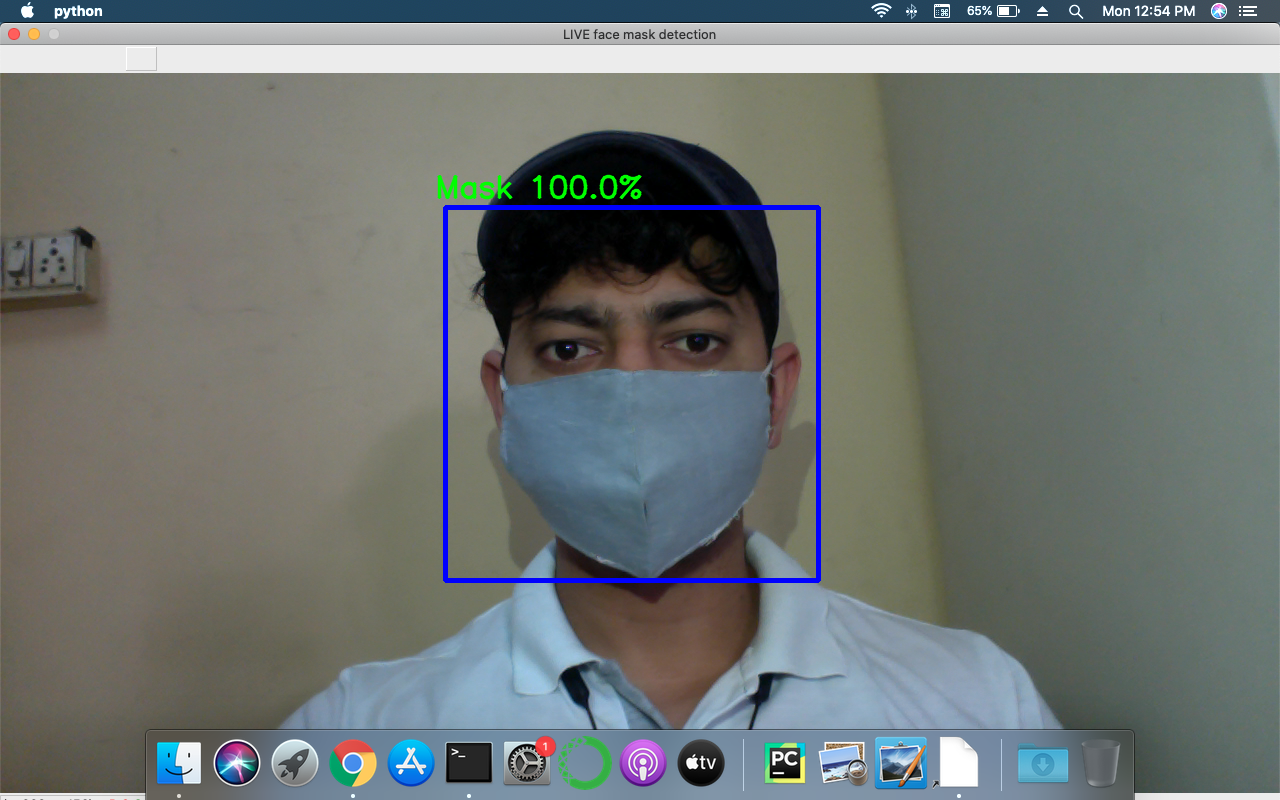 python
65%
Mon 12:54 PM
LIVE face mask detection
Mask 100.0%
>_
1
tv
PC